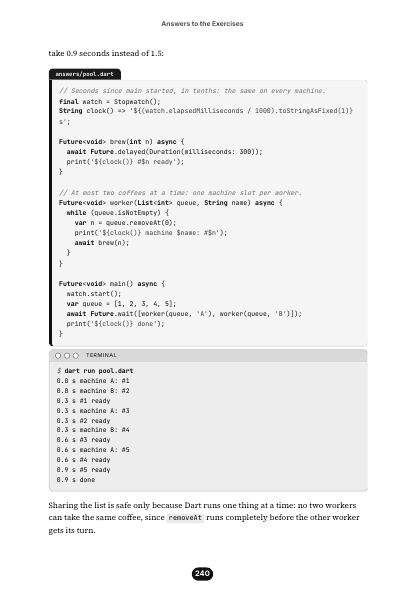 Answers to the Exercises
take 0.9 seconds instead of 1.5:
answers/pool.dart
// Seconds since main started, in tenths: the same on every machine.
final watch = Stopwatch();
String clock() => '${(watch.elapsedMilliseconds / 1000).toStringAsFixed(1)}
s';
Future<void> brew(int n) async {
  await Future.delayed(Duration(milliseconds: 300));
  print('${clock()} #$n ready');
}
// At most two coffees at a time: one machine slot per worker.
Future<void> worker(List<int> queue, String name) async {
  while (queue.isNotEmpty) {
    var n = queue.removeAt(0);
    print('${clock()} machine $name: #$n');
    await brew(n);
  }
}
Future<void> main() async {
  watch.start();
  var queue = [1, 2, 3, 4, 5];
  await Future.wait([worker(queue, 'A'), worker(queue, 'B')]);
  print('${clock()} done');
}
TERMINAL
$ dart run pool.dart
0.0 s machine A: #1
0.0 s machine B: #2
0.3 s #1 ready
0.3 s machine A: #3
0.3 s #2 ready
0.3 s machine B: #4
0.6 s #3 ready
0.6 s machine A: #5
0.6 s #4 ready
0.9 s #5 ready
0.9 s done
Sharing the list is safe only because Dart runs one thing at a time: no two workers
can take the same coffee, since removeAt runs completely before the other worker
gets its turn.
240